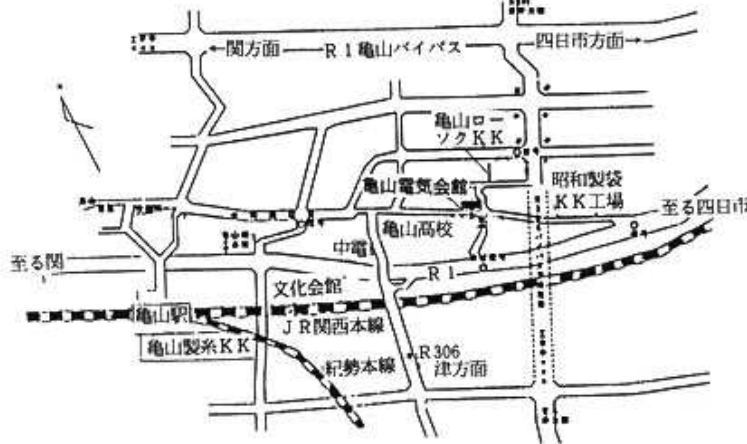 ←関方面
R1亀山バイパス
四日市方面→
亀山ロー
ソクKK
亀山電気会館
昭和製袋
KK工場
至る四日市
亀山高校
中電
至る関
R1
文化会館
亀山駅
JR関西本線
亀山製糸KK
紀勢本線
R306
津方面